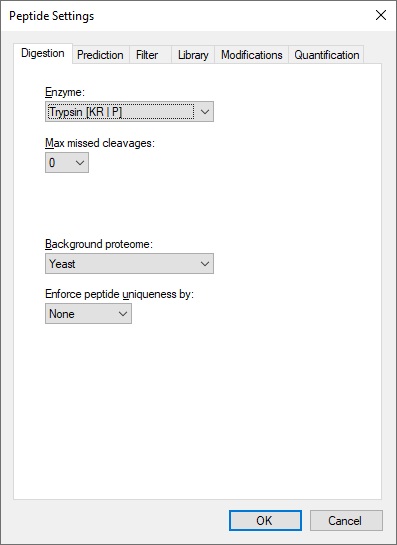 Peptide Settings
Digestion Prediction Filter Library Modifications Quantification
Enzyme:
Trypsin [KR | P]
Max missed cleavages:
0
Background proteome:
Yeast
Enforce peptide uniqueness by:
None
OK Cancel